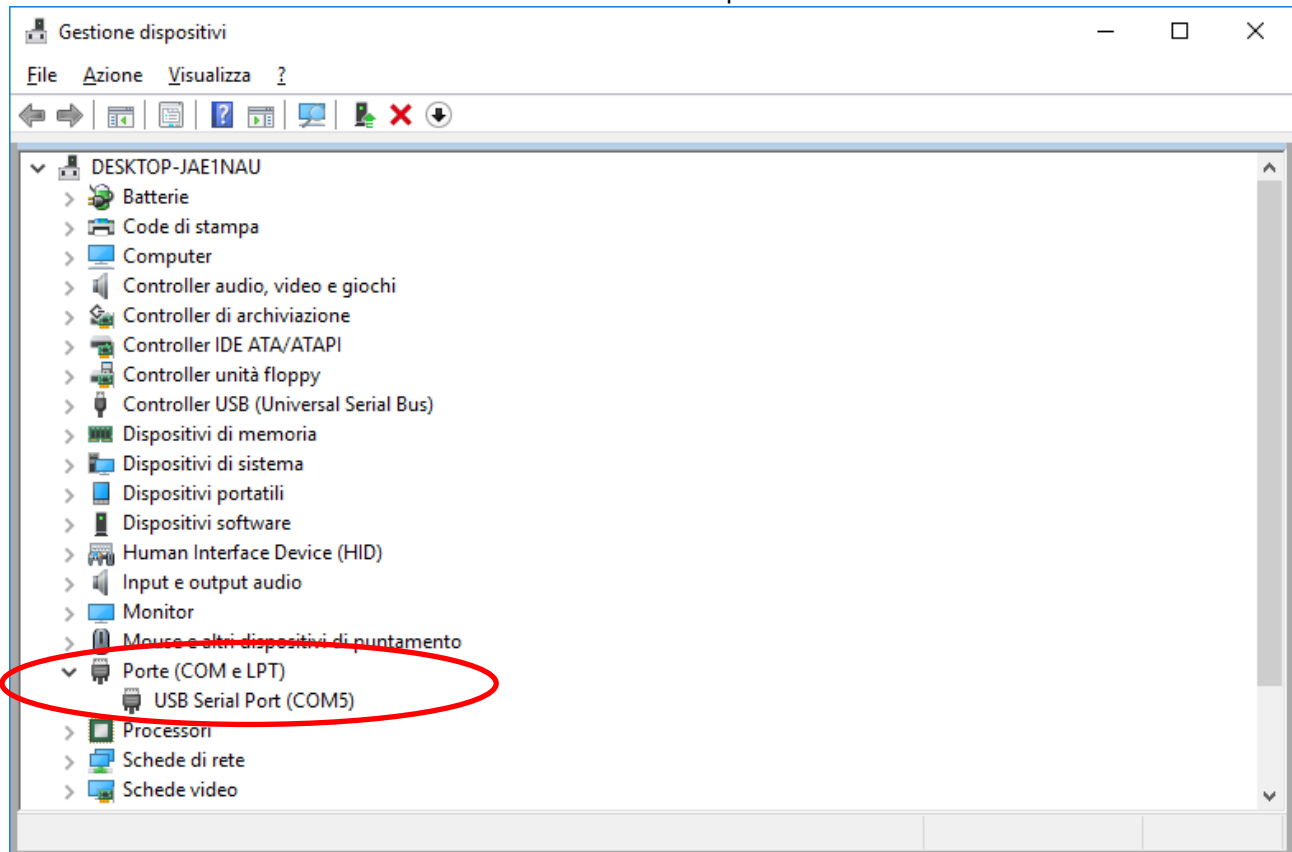 Gestione dispositivi
File Azione Visualizza ?
DESKTOP-JAE1NAU
Batterie
Code di stampa
Computer
Controller audio, video e giochi
Controller di archiviazione
Controller IDE ATA/ATAPI
Controller unità floppy
Controller USB (Universal Serial Bus)
Dispositivi di memoria
Dispositivi di sistema
Dispositivi portatili
Dispositivi software
Human Interface Device (HID)
Input e output audio
Monitor
Mouse e altri dispositivi di puntamento
Porte (COM e LPT)
USB Serial Port (COM5)
Processori
Schede di rete
Schede video